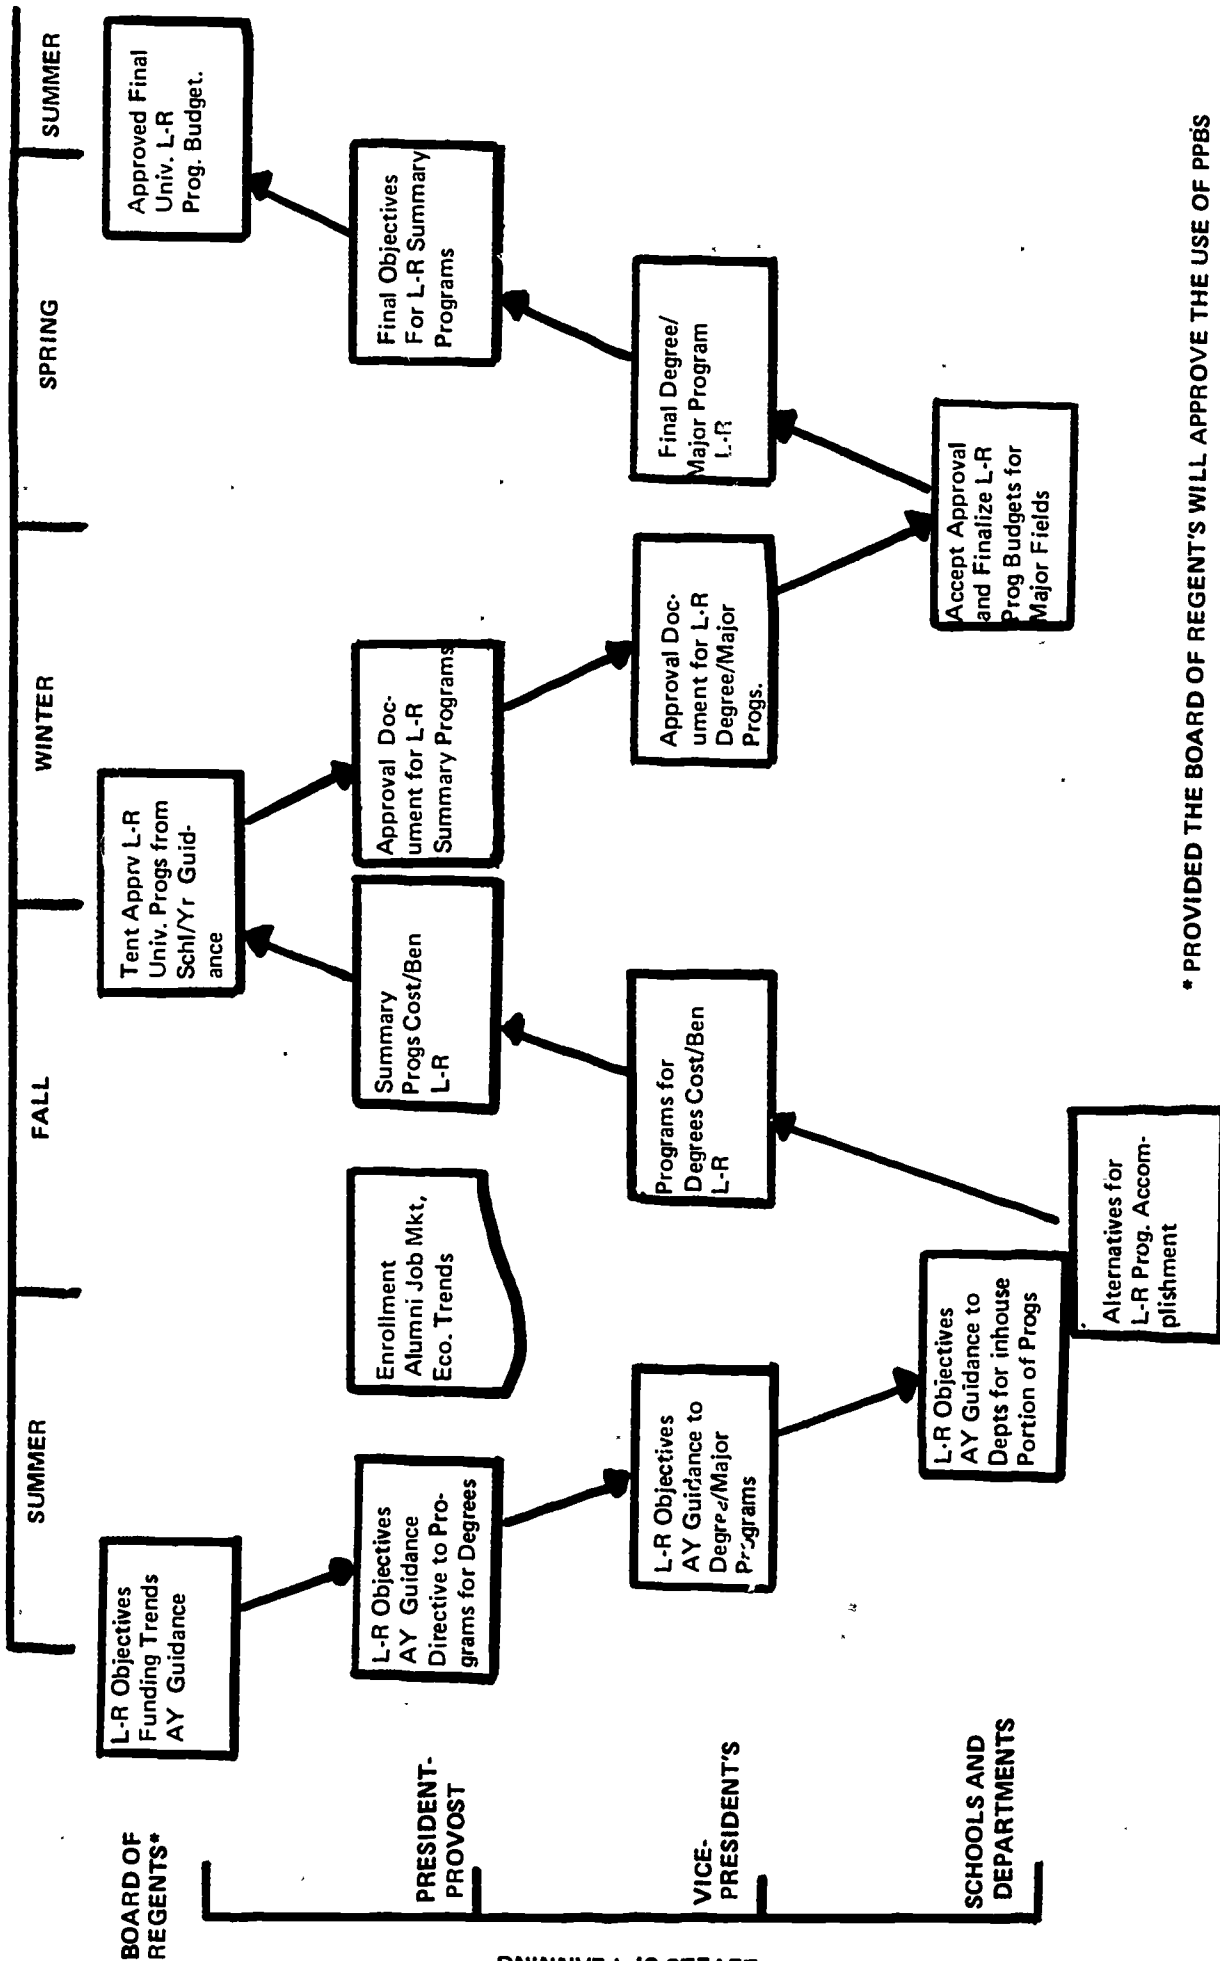 SUMMER
FALL
WINTER
SPRING
SUMMER
BOARD OF
REGENTS*
L-R Objectives
Funding Trends
AY Guidance
Tent Apprv L-R
Univ. Progs from
Schl/Yr Guid-
ance
Approved Final
Univ. L-R
Prog. Budget.
PRESIDENT-
PROVOST
L-R Objectives
AY Guidance
Directive to Pro-
grams for Degrees
Enrollment
Alumni Job Mkt,
Eco. Trends
Summary
Progs Cost/Ben
L-R
Approval Doc-
ument for L-R
Summary Programs
Final Objectives
For L-R Summary
Programs
VICE-
PRESIDENT'S
L-R Objectives
AY Guidance to
Degree/Major
Programs
Programs for
Degrees Cost/Ben
L-R
Approval Doc-
ument for L-R
Degree/Major
Progs.
Final Degree/
Major Program
L-R
SCHOOLS AND
DEPARTMENTS
L-R Objectives
AY Guidance to
Depts for inhouse
Portion of Progs
Alternatives for
L-R Prog. Accom-
plishment
Accept Approval
and Finalize L-R
Prog Budgets for
Major Fields
* PROVIDED THE BOARD OF REGENT'S WILL APPROVE THE USE OF PPBS